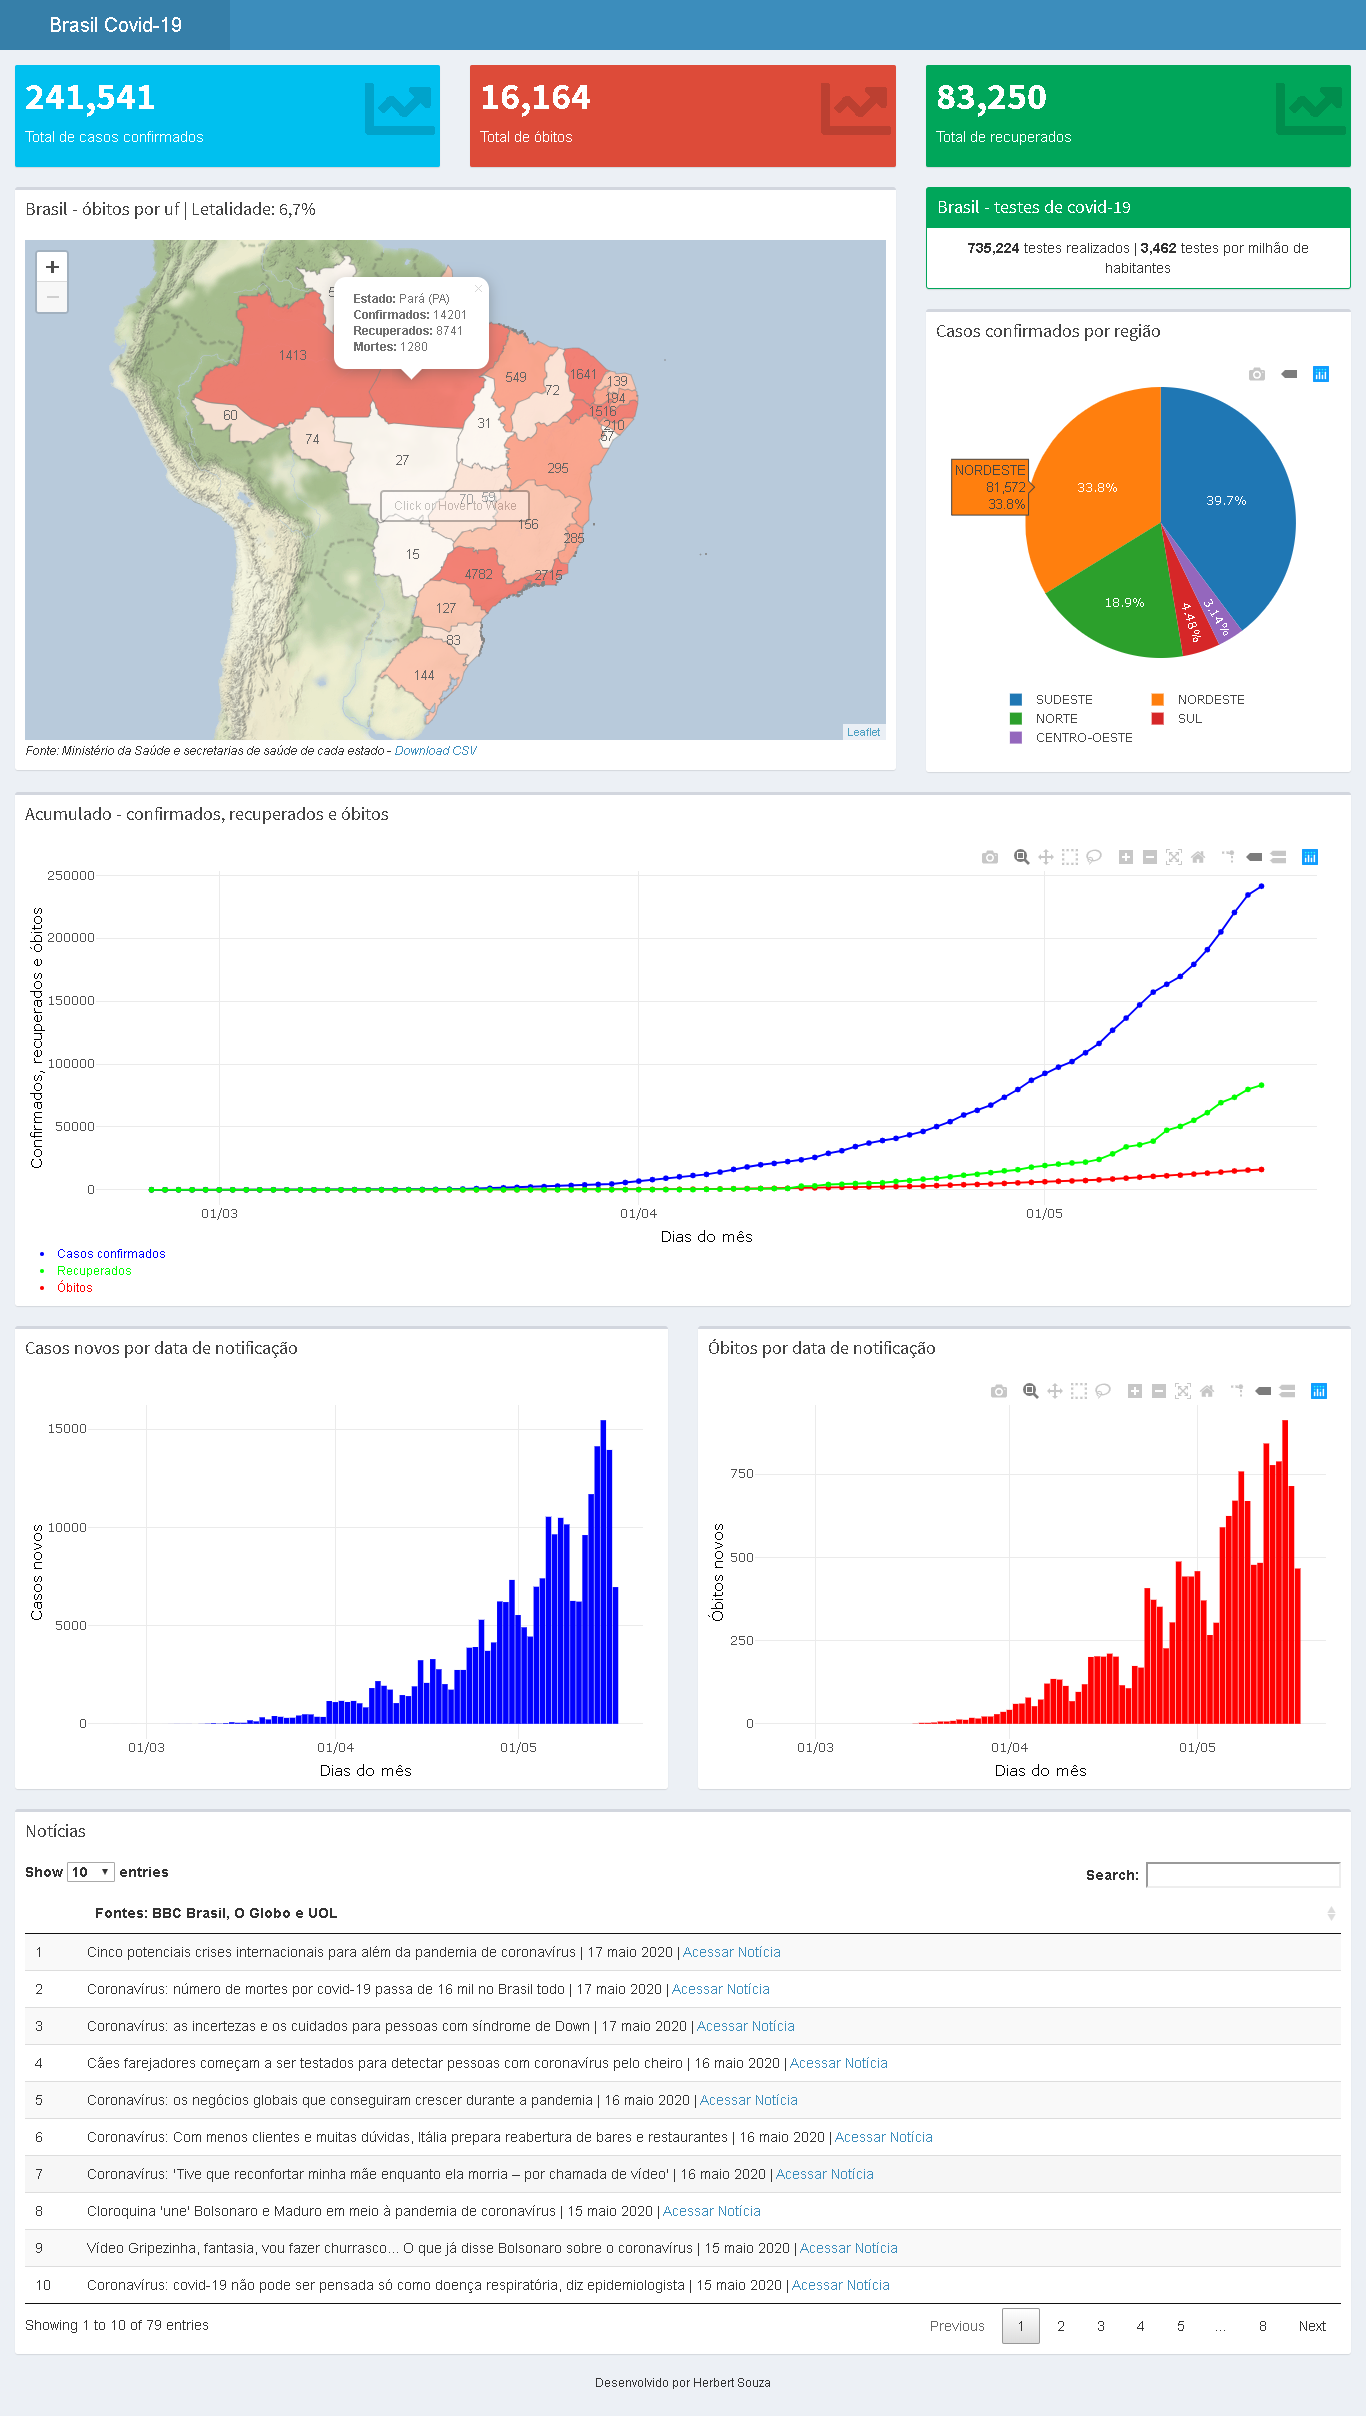 Brasil Covid-19
241,541
Total de casos confirmados
16,164
Total de óbitos
83,250
Total de recuperados
Brasil - óbitos por uf | Letalidade: 6,7%
+
−
Estado: Pará (PA)
Confirmados: 14201
Recuperados: 8741
Mortes: 1280
×
1413
549
72
1641
139
194
1516
210
57
60
74
31
27
295
70
59
Click or Hover to Wake
156
285
15
4782
2715
127
83
144
Leaflet
Fonte: Ministério da Saúde e secretarias de saúde de cada estado - Download CSV
Brasil - testes de covid-19
735,224 testes realizados | 3,462 testes por milhão de
habitantes
Casos confirmados por região
NORDESTE
81,572
33.8%
33.8%
39.7%
18.9%
4.48%
3.14%
SUDESTE
NORDESTE
NORTE
SUL
CENTRO-OESTE
Acumulado - confirmados, recuperados e óbitos
Confirmados, recuperados e óbitos
250000
200000
150000
100000
50000
0
01/03
01/04
01/05
Dias do mês
Casos confirmados
Recuperados
Óbitos
Casos novos por data de notificação
Casos novos
15000
10000
5000
0
01/03
01/04
01/05
Dias do mês
Óbitos por data de notificação
Óbitos novos
750
500
250
0
01/03
01/04
01/05
Dias do mês
Notícias
Show 10 entries
Search:
Fontes: BBC Brasil, O Globo e UOL
1 Cinco potenciais crises internacionais para além da pandemia de coronavírus | 17 maio 2020 | Acessar Notícia
2 Coronavírus: número de mortes por covid-19 passa de 16 mil no Brasil todo | 17 maio 2020 | Acessar Notícia
3 Coronavírus: as incertezas e os cuidados para pessoas com síndrome de Down | 17 maio 2020 | Acessar Notícia
4 Cães farejadores começam a ser testados para detectar pessoas com coronavírus pelo cheiro | 16 maio 2020 | Acessar Notícia
5 Coronavírus: os negócios globais que conseguiram crescer durante a pandemia | 16 maio 2020 | Acessar Notícia
6 Coronavírus: Com menos clientes e muitas dúvidas, Itália prepara reabertura de bares e restaurantes | 16 maio 2020 | Acessar Notícia
7 Coronavírus: 'Tive que reconfortar minha mãe enquanto ela morria – por chamada de vídeo' | 16 maio 2020 | Acessar Notícia
8 Cloroquina 'une' Bolsonaro e Maduro em meio à pandemia de coronavírus | 15 maio 2020 | Acessar Notícia
9 Vídeo Gripezinha, fantasia, vou fazer churrasco... O que já disse Bolsonaro sobre o coronavírus | 15 maio 2020 | Acessar Notícia
10 Coronavírus: covid-19 não pode ser pensada só como doença respiratória, diz epidemiologista | 15 maio 2020 | Acessar Notícia
Showing 1 to 10 of 79 entries
Previous 1 2 3 4 5 ... 8 Next
Desenvolvido por Herbert Souza